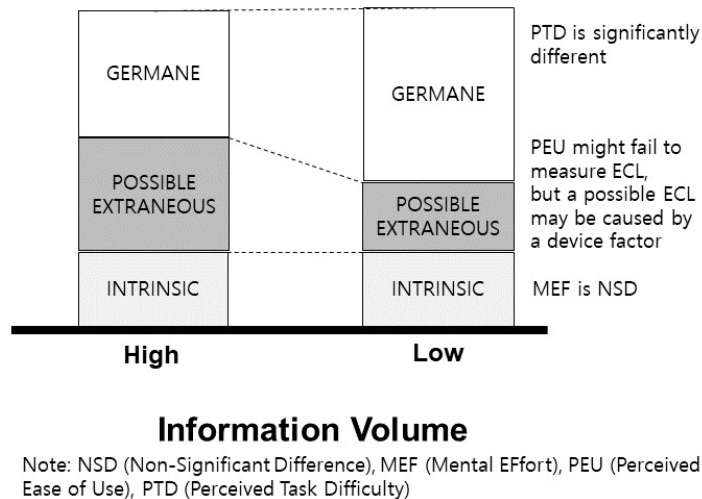 PTD is significantly
different
GERMANE
GERMANE
PEU might fail to
measure ECL,
but a possible ECL
may be caused by
a device factor
POSSIBLE
EXTRANEOUS
POSSIBLE
EXTRANEOUS
INTRINSIC
INTRINSIC
MEF is NSD
High
Low
Information Volume
Note: NSD (Non-Significant Difference), MEF (Mental EFfort), PEU (Perceived
Ease of Use), PTD (Perceived Task Difficulty)